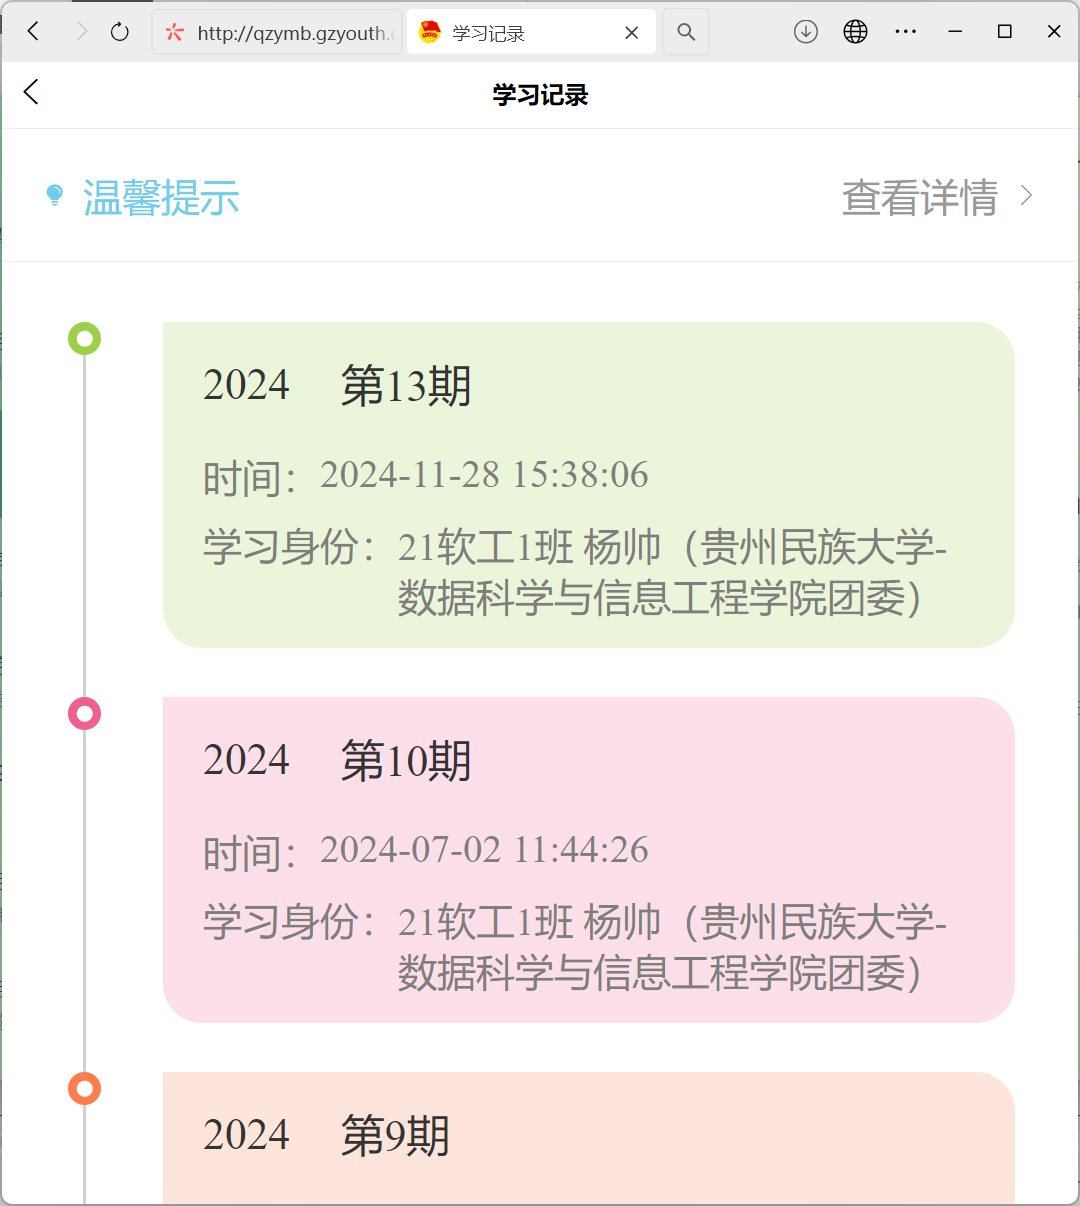 http://qzymb.gzyouth.
学习记录
学习记录
温馨提示
查看详情
2024 第13期
时间：2024-11-28 15:38:06
学习身份：21软工1班 杨帅（贵州民族大学-
数据科学与信息工程学院团委）
2024 第10期
时间：2024-07-02 11:44:26
学习身份：21软工1班 杨帅（贵州民族大学-
数据科学与信息工程学院团委）
2024 第9期